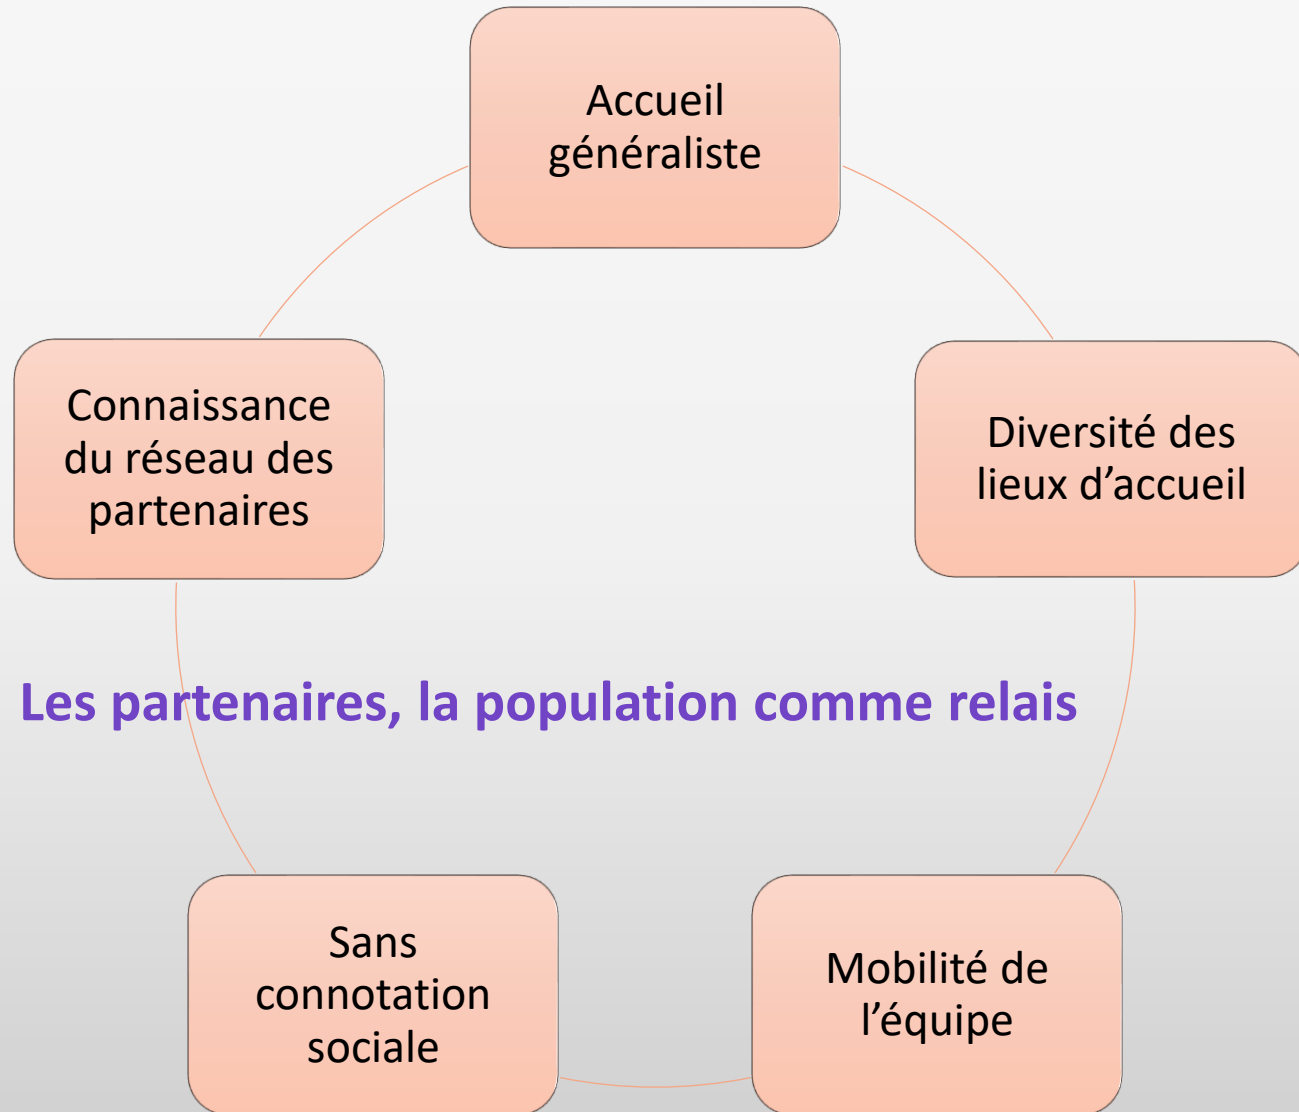 Accueil
généraliste
Connaissance
du réseau des
partenaires
Diversité des
lieux d’accueil
Les partenaires, la population comme relais
Sans
connotation
sociale
Mobilité de
l’équipe